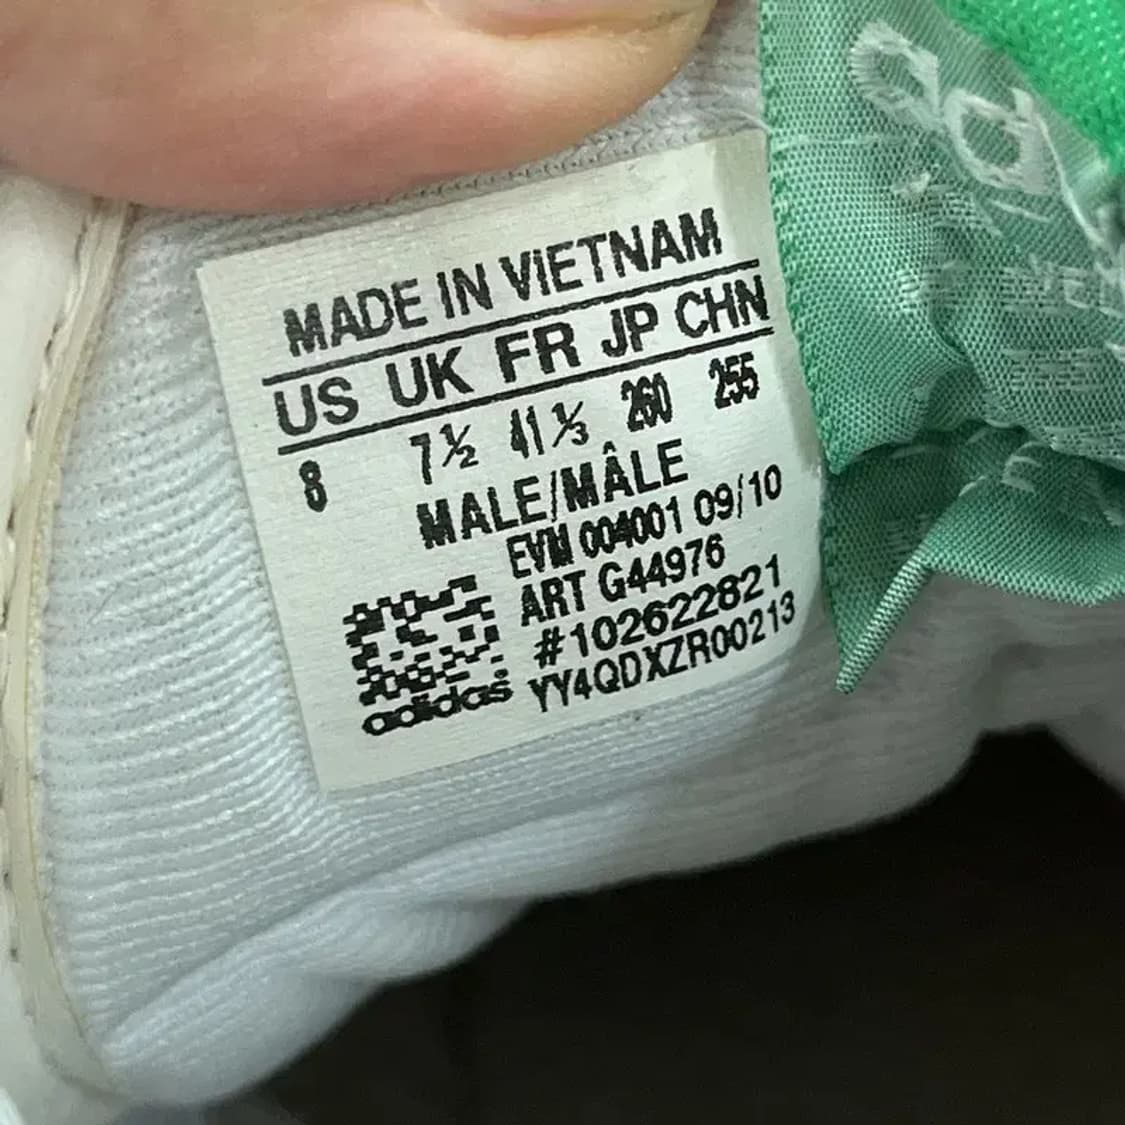 MADE IN VIETNAM
US UK FR JP CHN
8 7½ 41⅓ 260 255
MALE/MÂLE
EVM 004001 09/10
ART G44976
#102622821
adidas YY4QDXZR00213